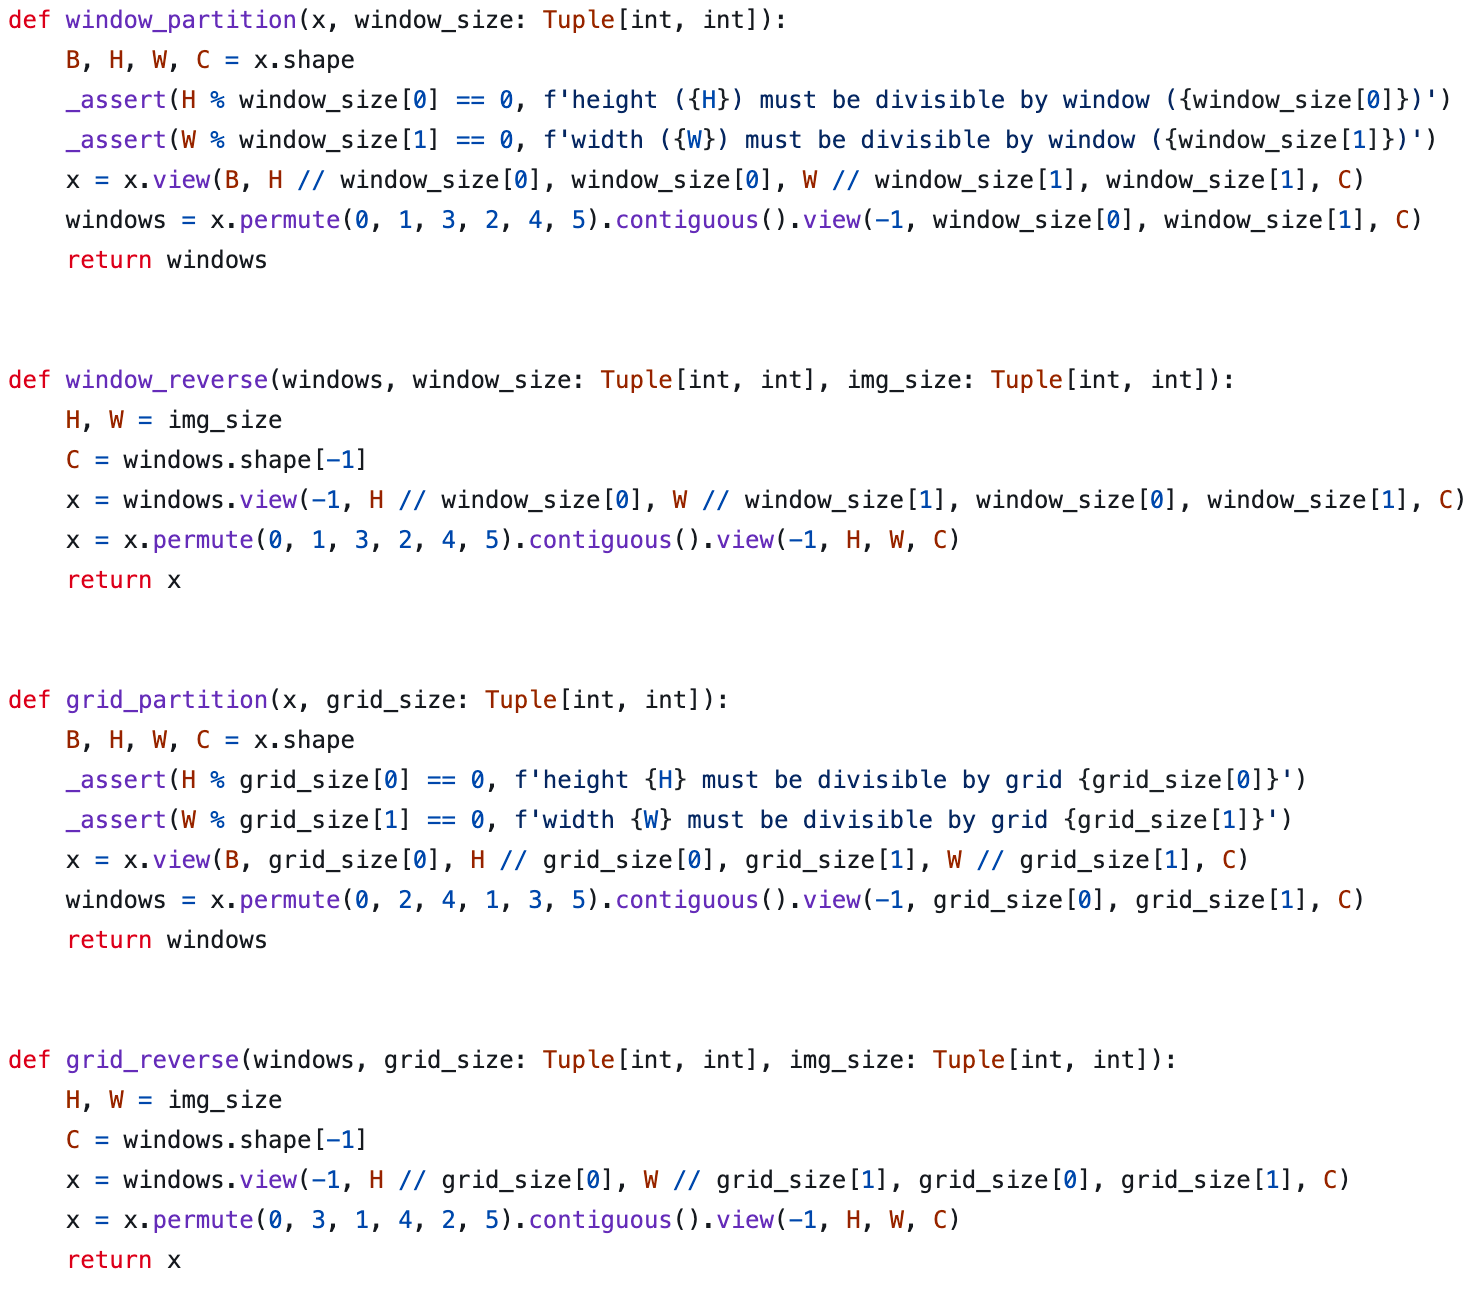 def window_partition(x, window_size: Tuple[int, int]):
    B, H, W, C = x.shape
    _assert(H % window_size[0] == 0, f'height ({H}) must be divisible by window ({window_size[0]})')
    _assert(W % window_size[1] == 0, f'width ({W}) must be divisible by window ({window_size[1]})')
    x = x.view(B, H // window_size[0], window_size[0], W // window_size[1], window_size[1], C)
    windows = x.permute(0, 1, 3, 2, 4, 5).contiguous().view(-1, window_size[0], window_size[1], C)
    return windows
def window_reverse(windows, window_size: Tuple[int, int], img_size: Tuple[int, int]):
    H, W = img_size
    C = windows.shape[-1]
    x = windows.view(-1, H // window_size[0], W // window_size[1], window_size[0], window_size[1], C)
    x = x.permute(0, 1, 3, 2, 4, 5).contiguous().view(-1, H, W, C)
    return x
def grid_partition(x, grid_size: Tuple[int, int]):
    B, H, W, C = x.shape
    _assert(H % grid_size[0] == 0, f'height {H} must be divisible by grid {grid_size[0]}')
    _assert(W % grid_size[1] == 0, f'width {W} must be divisible by grid {grid_size[1]}')
    x = x.view(B, grid_size[0], H // grid_size[0], grid_size[1], W // grid_size[1], C)
    windows = x.permute(0, 2, 4, 1, 3, 5).contiguous().view(-1, grid_size[0], grid_size[1], C)
    return windows
def grid_reverse(windows, grid_size: Tuple[int, int], img_size: Tuple[int, int]):
    H, W = img_size
    C = windows.shape[-1]
    x = windows.view(-1, H // grid_size[0], W // grid_size[1], grid_size[0], grid_size[1], C)
    x = x.permute(0, 3, 1, 4, 2, 5).contiguous().view(-1, H, W, C)
    return x